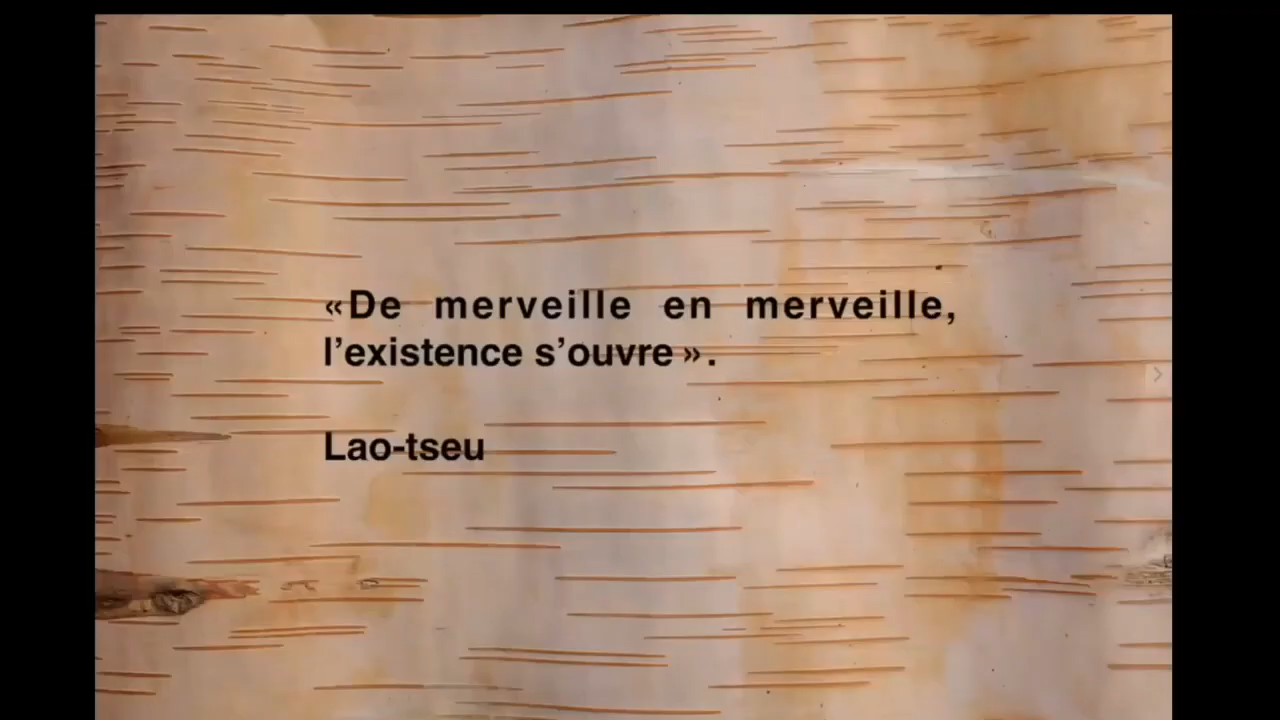 «De merveille en merveille,
l’existence s’ouvre ».
Lao-tseu